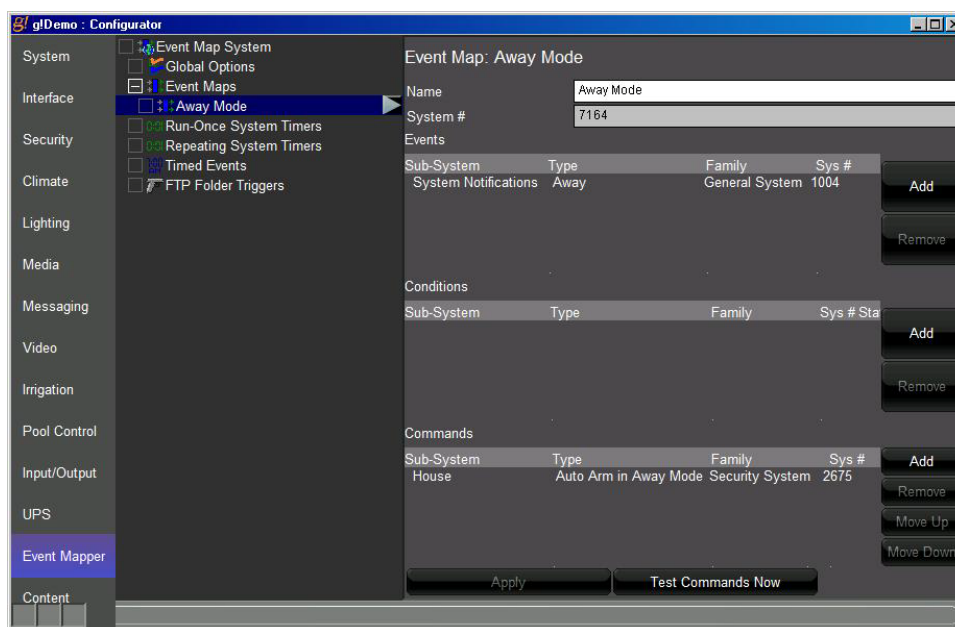 g! g!Demo : Configurator
System
Interface
Security
Climate
Lighting
Media
Messaging
Video
Irrigation
Pool Control
Input/Output
UPS
Event Mapper
Content
Event Map System
Global Options
Event Maps
Away Mode
Run-Once System Timers
Repeating System Timers
Timed Events
FTP Folder Triggers
Event Map: Away Mode
Name Away Mode
System # 7164
Events
Sub-System Type Family Sys #
System Notifications Away General System 1004
Add
Remove
Conditions
Sub-System Type Family Sys # Sta
Add
Remove
Commands
Sub-System Type Family Sys #
House Auto Arm in Away Mode Security System 2675
Add
Remove
Move Up
Move Down
Apply Test Commands Now